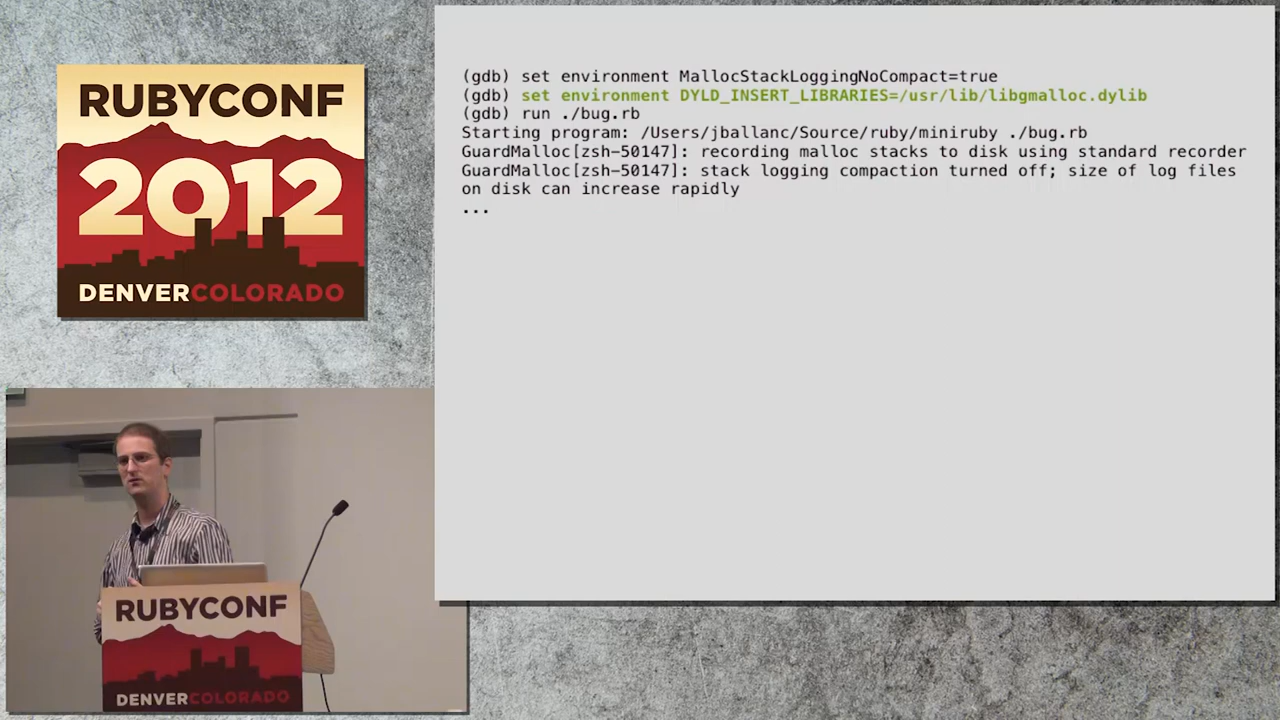 RUBYCONF
2012
DENVERCOLORADO
(gdb) set environment MallocStackLoggingNoCompact=true
(gdb) set environment DYLD_INSERT_LIBRARIES=/usr/lib/libgmalloc.dylib
(gdb) run ./bug.rb
Starting program: /Users/jballanc/Source/ruby/miniruby ./bug.rb
GuardMalloc[zsh-50147]: recording malloc stacks to disk using standard recorder
GuardMalloc[zsh-50147]: stack logging compaction turned off; size of log files
on disk can increase rapidly
...
RUBYCONF
DENVERCOLORADO